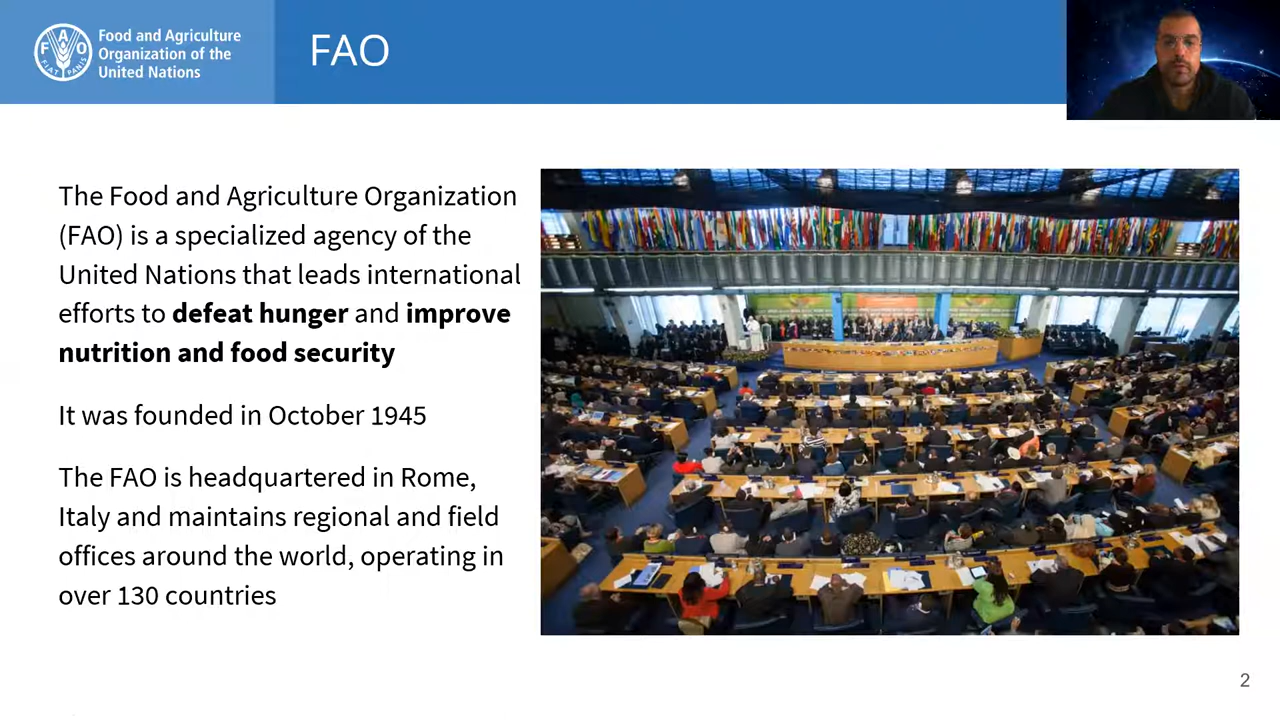 Food and Agriculture
Organization of the
United Nations
F A O
FIAT PANIS
FAO
The Food and Agriculture Organization
(FAO) is a specialized agency of the
United Nations that leads international
efforts to defeat hunger and improve
nutrition and food security
It was founded in October 1945
The FAO is headquartered in Rome,
Italy and maintains regional and field
offices around the world, operating in
over 130 countries
2